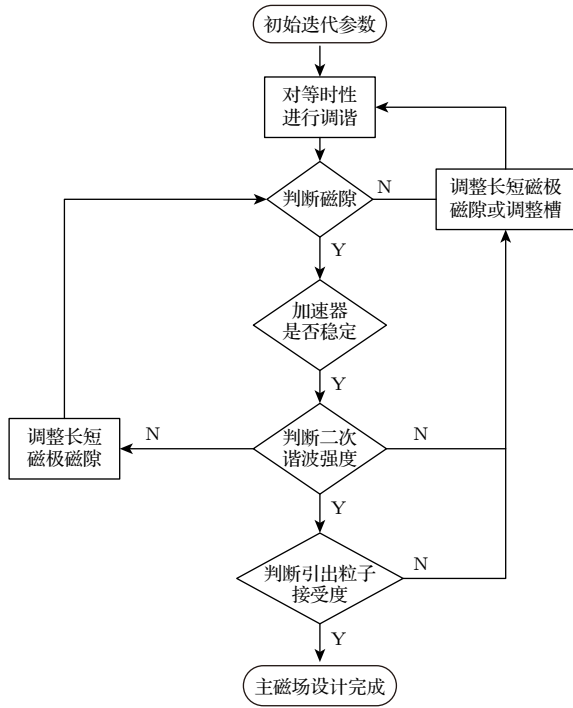 初始迭代参数
对等时性
进行调谐
判断磁隙
N
调整长短磁极
磁隙或调整槽
Y
加速器
是否稳定
Y
调整长短
磁极磁隙
N
判断二次
谐波强度
N
Y
判断引出粒子
接受度
N
Y
主磁场设计完成